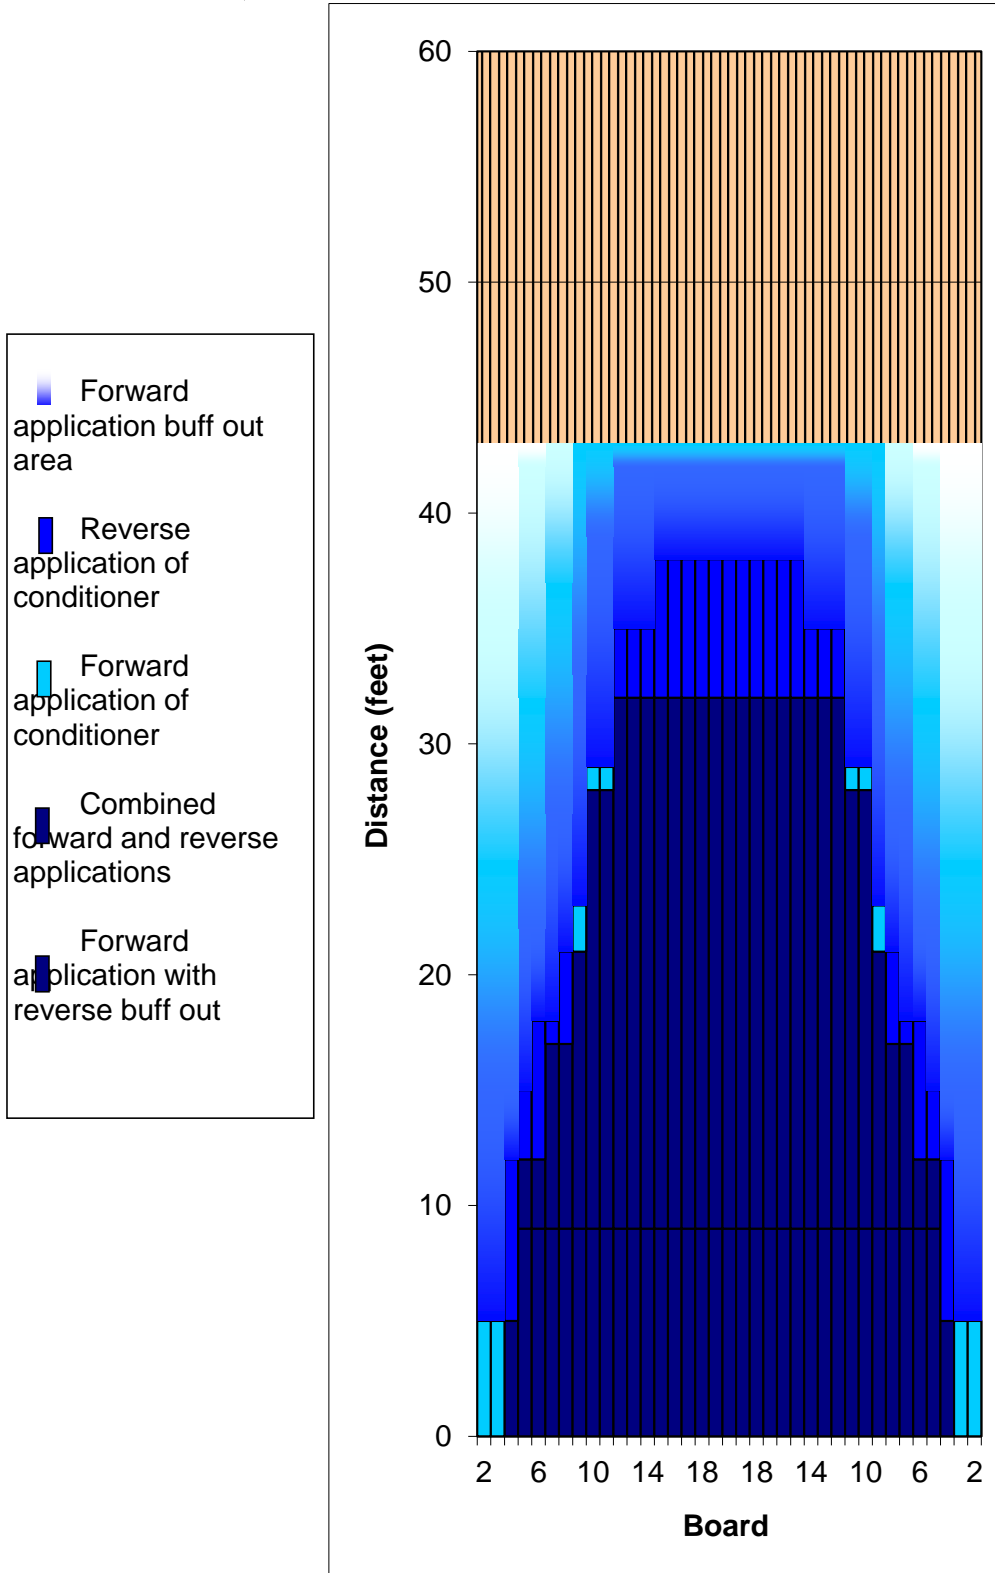 Forward
application buff out
area
Reverse
application of
conditioner
Forward
application of
conditioner
Combined
forward and reverse
applications
Forward
application with
reverse buff out
60
50
40
30
20
10
0
Distance (feet)
2 6 10 14 18 18 14 10 6 2
Board